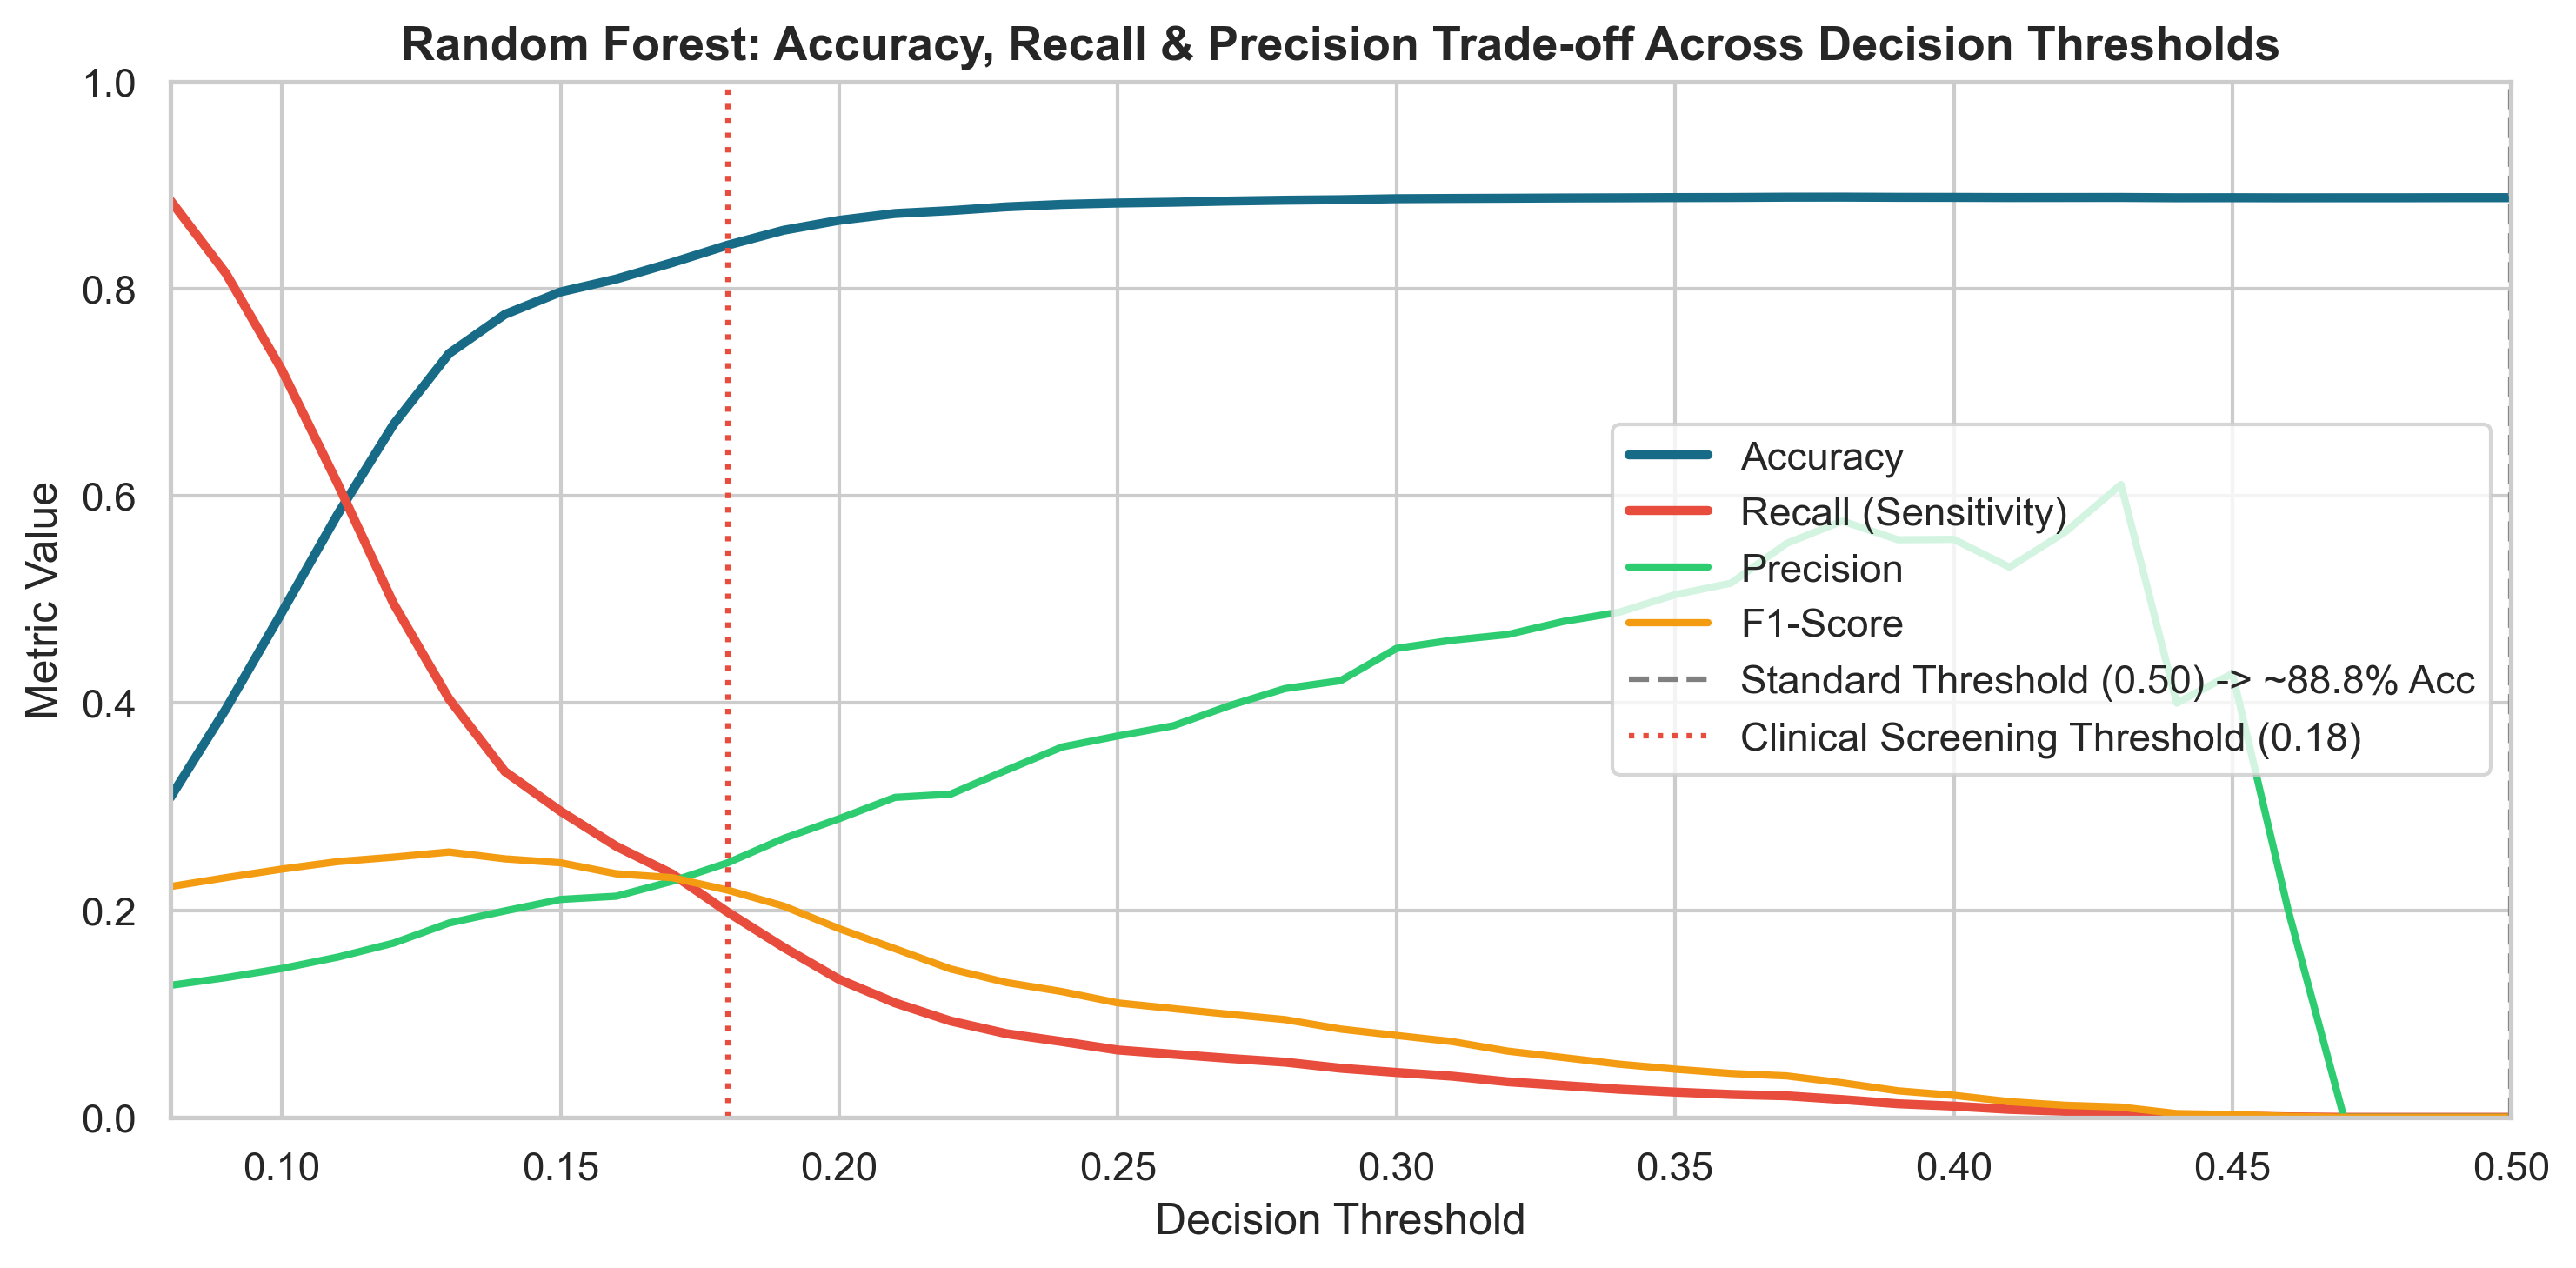 Random Forest: Accuracy, Recall & Precision Trade-off Across Decision Thresholds
1.0
0.8
0.6
0.4
0.2
0.0
Metric Value
Accuracy
Recall (Sensitivity)
Precision
F1-Score
Standard Threshold (0.50) -> ~88.8% Acc
Clinical Screening Threshold (0.18)
0.10 0.15 0.20 0.25 0.30 0.35 0.40 0.45 0.50
Decision Threshold